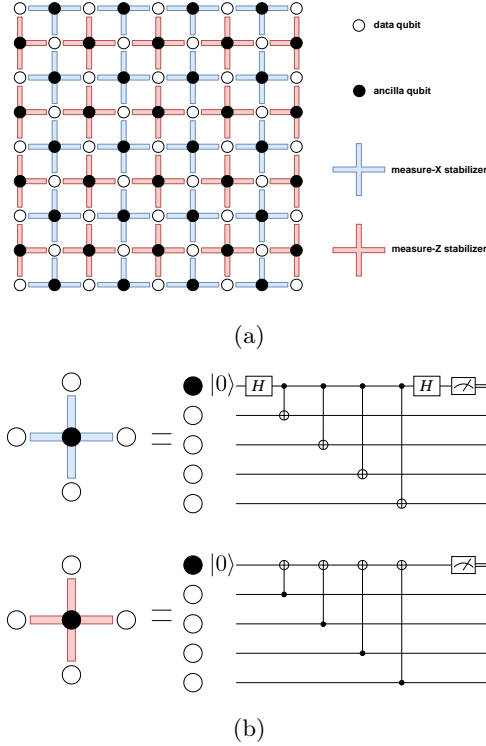 data qubit
ancilla qubit
measure-X stabilizer
measure-Z stabilizer
(a)
= |0⟩ H H
= |0⟩
(b)